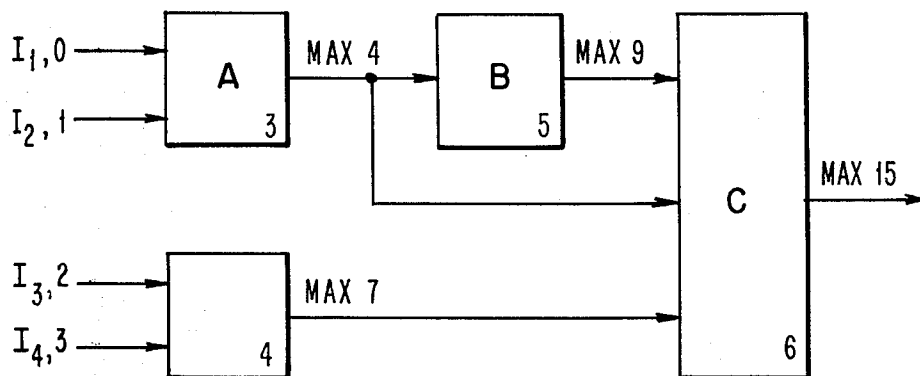 I₁,0
A
3
MAX 4
B
5
MAX 9
I₂,1
C
6
MAX 15
I₃,2
4
MAX 7
I₄,3